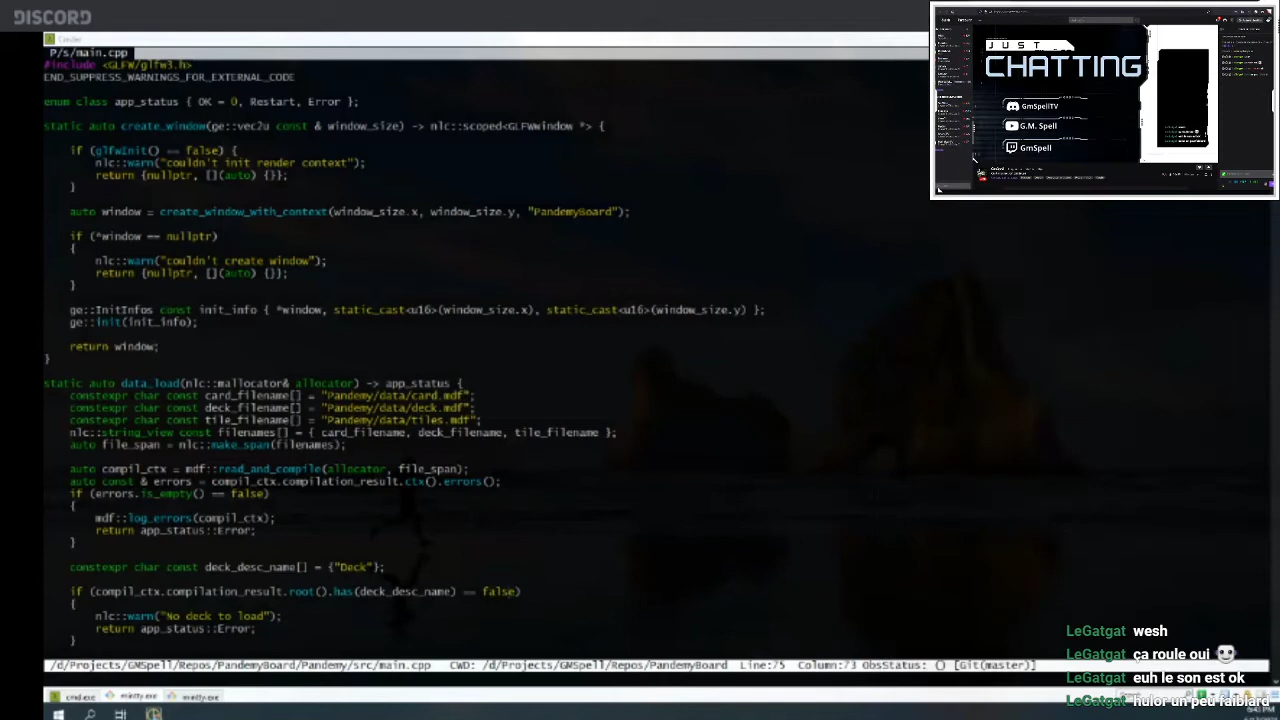 DISCORD
Cmder
P/s/main.cpp
#include <GLFW/glfw3.h>
END_SUPPRESS_WARNINGS_FOR_EXTERNAL_CODE
enum class app_status { OK = 0, Restart, Error };
static auto create_window(ge:: const & window_size) -> nlc::scoped<GLFWwindow *> {
if (glfwInit() == false) {
nlc::warn("couldn't init render context");
return {nullptr, [](auto) {}};
}
auto window = create_window_with_context(window_size.x, window_size.y, "PandemyBoard");
if (*window == nullptr)
{
nlc::warn("couldn't create window");
return {nullptr, [](auto) {}};
}
ge::InitInfos const init_info { *window, static_cast<u16>(window_size.x), static_cast<u16>(window_size.y) };
ge::init(init_info);
return window;
}
static auto data_load(nlc::mallocator& allocator) -> app_status {
constexpr char const card_filename[] = "Pandemy/data/card.mdf";
constexpr char const deck_filename[] = "Pandemy/data/deck.mdf";
constexpr char const tile_filename[] = "Pandemy/data/tiles.mdf";
nlc::string_view const filenames[] = { card_filename, deck_filename, tile_filename };
auto file_span = nlc::make_span(filenames);
auto compil_ctx = mdf::read_and_compile(allocator, file_span);
auto const & errors = compil_ctx.compilation_result.ctx().errors();
if (errors.is_empty() == false)
{
mdf::log_errors(compil_ctx);
return app_status::Error;
}
constexpr char const deck_desc_name[] = {"Deck"};
if (compil_ctx.compilation_result.root().has(deck_desc_name) == false)
{
nlc::warn("No deck to load");
return app_status::Error;
}
/d/Projects/GMSpell/Repos/PandemyBoard/Pandemy/src/main.cpp CWD: /d/Projects/GMSpell/Repos/PandemyBoard Line:75 Column:73 ObsStatus: () [Git(master)]
cmd.exe mintty.exe mintty.exe
JUST
CHATTING
GmSpellTV
G.M. Spell
GmSpell
LeGatgat wesh
LeGatgat ça roule oui
LeGatgat euh le son est ok
LeGatgat hulor un peu faiblard